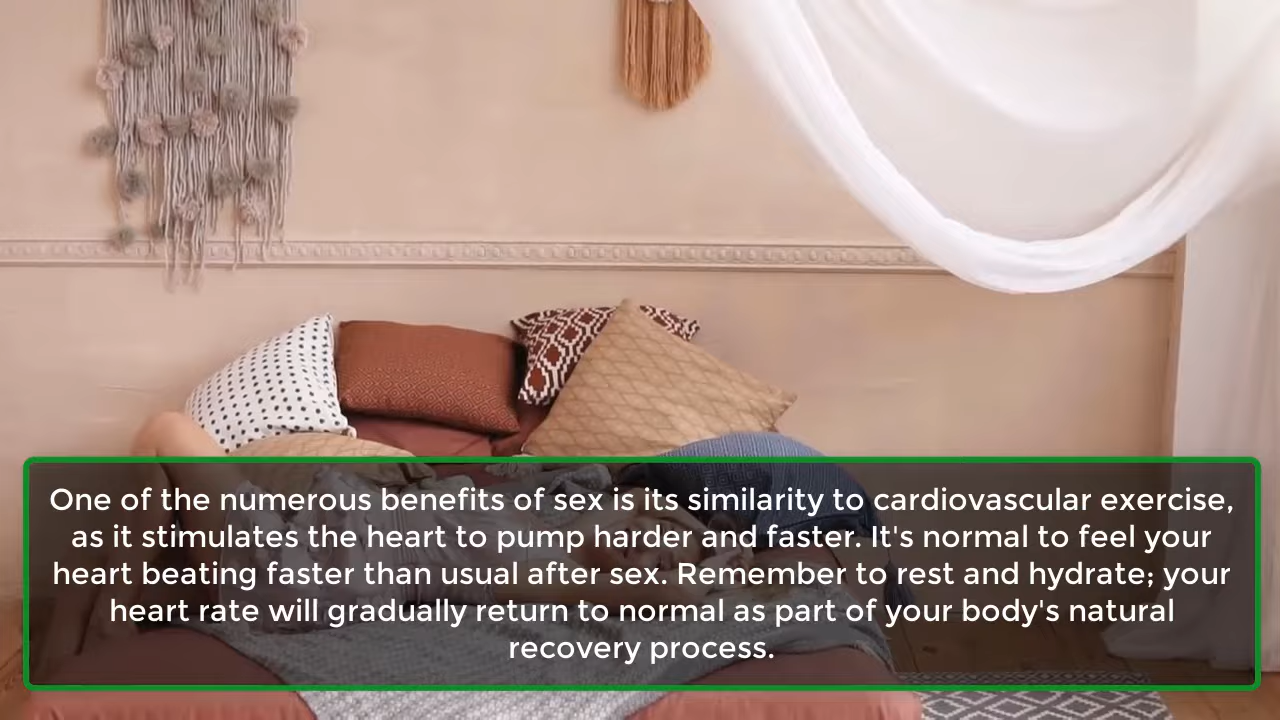 One of the numerous benefits of sex is its similarity to cardiovascular exercise,
as it stimulates the heart to pump harder and faster. It's normal to feel your
heart beating faster than usual after sex. Remember to rest and hydrate; your
heart rate will gradually return to normal as part of your body's natural
recovery process.